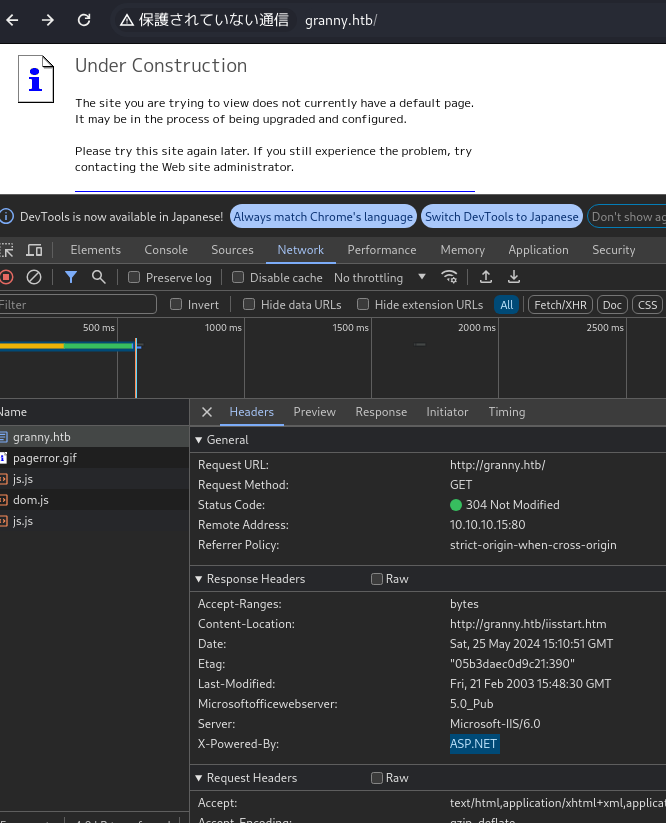 保護されていない通信 granny.htb/
Under Construction
The site you are trying to view does not currently have a default page.
It may be in the process of being upgraded and configured.
Please try this site again later. If you still experience the problem, try
contacting the Web site administrator.
DevTools is now available in Japanese! Always match Chrome's language Switch DevTools to Japanese Don't show ag
Elements Console Sources Network Performance Memory Application Security
Preserve log Disable cache No throttling
Filter Invert Hide data URLs Hide extension URLs All Fetch/XHR Doc CSS
500 ms 1000 ms 1500 ms 2000 ms 2500 ms
Name Headers Preview Response Initiator Timing
granny.htb
pagerror.gif
js.js
dom.js
js.js
General
Request URL: http://granny.htb/
Request Method: GET
Status Code: 304 Not Modified
Remote Address: 10.10.10.15:80
Referrer Policy: strict-origin-when-cross-origin
Response Headers Raw
Accept-Ranges: bytes
Content-Location: http://granny.htb/iisstart.htm
Date: Sat, 25 May 2024 15:10:51 GMT
Etag: "05b3daec0d9c21:390"
Last-Modified: Fri, 21 Feb 2003 15:48:30 GMT
Microsoftofficewebserver: 5.0_Pub
Server: Microsoft-IIS/6.0
X-Powered-By: ASP.NET
Request Headers Raw
Accept: text/html,application/xhtml+xml,applica
Accept-Encoding: gzip, deflate